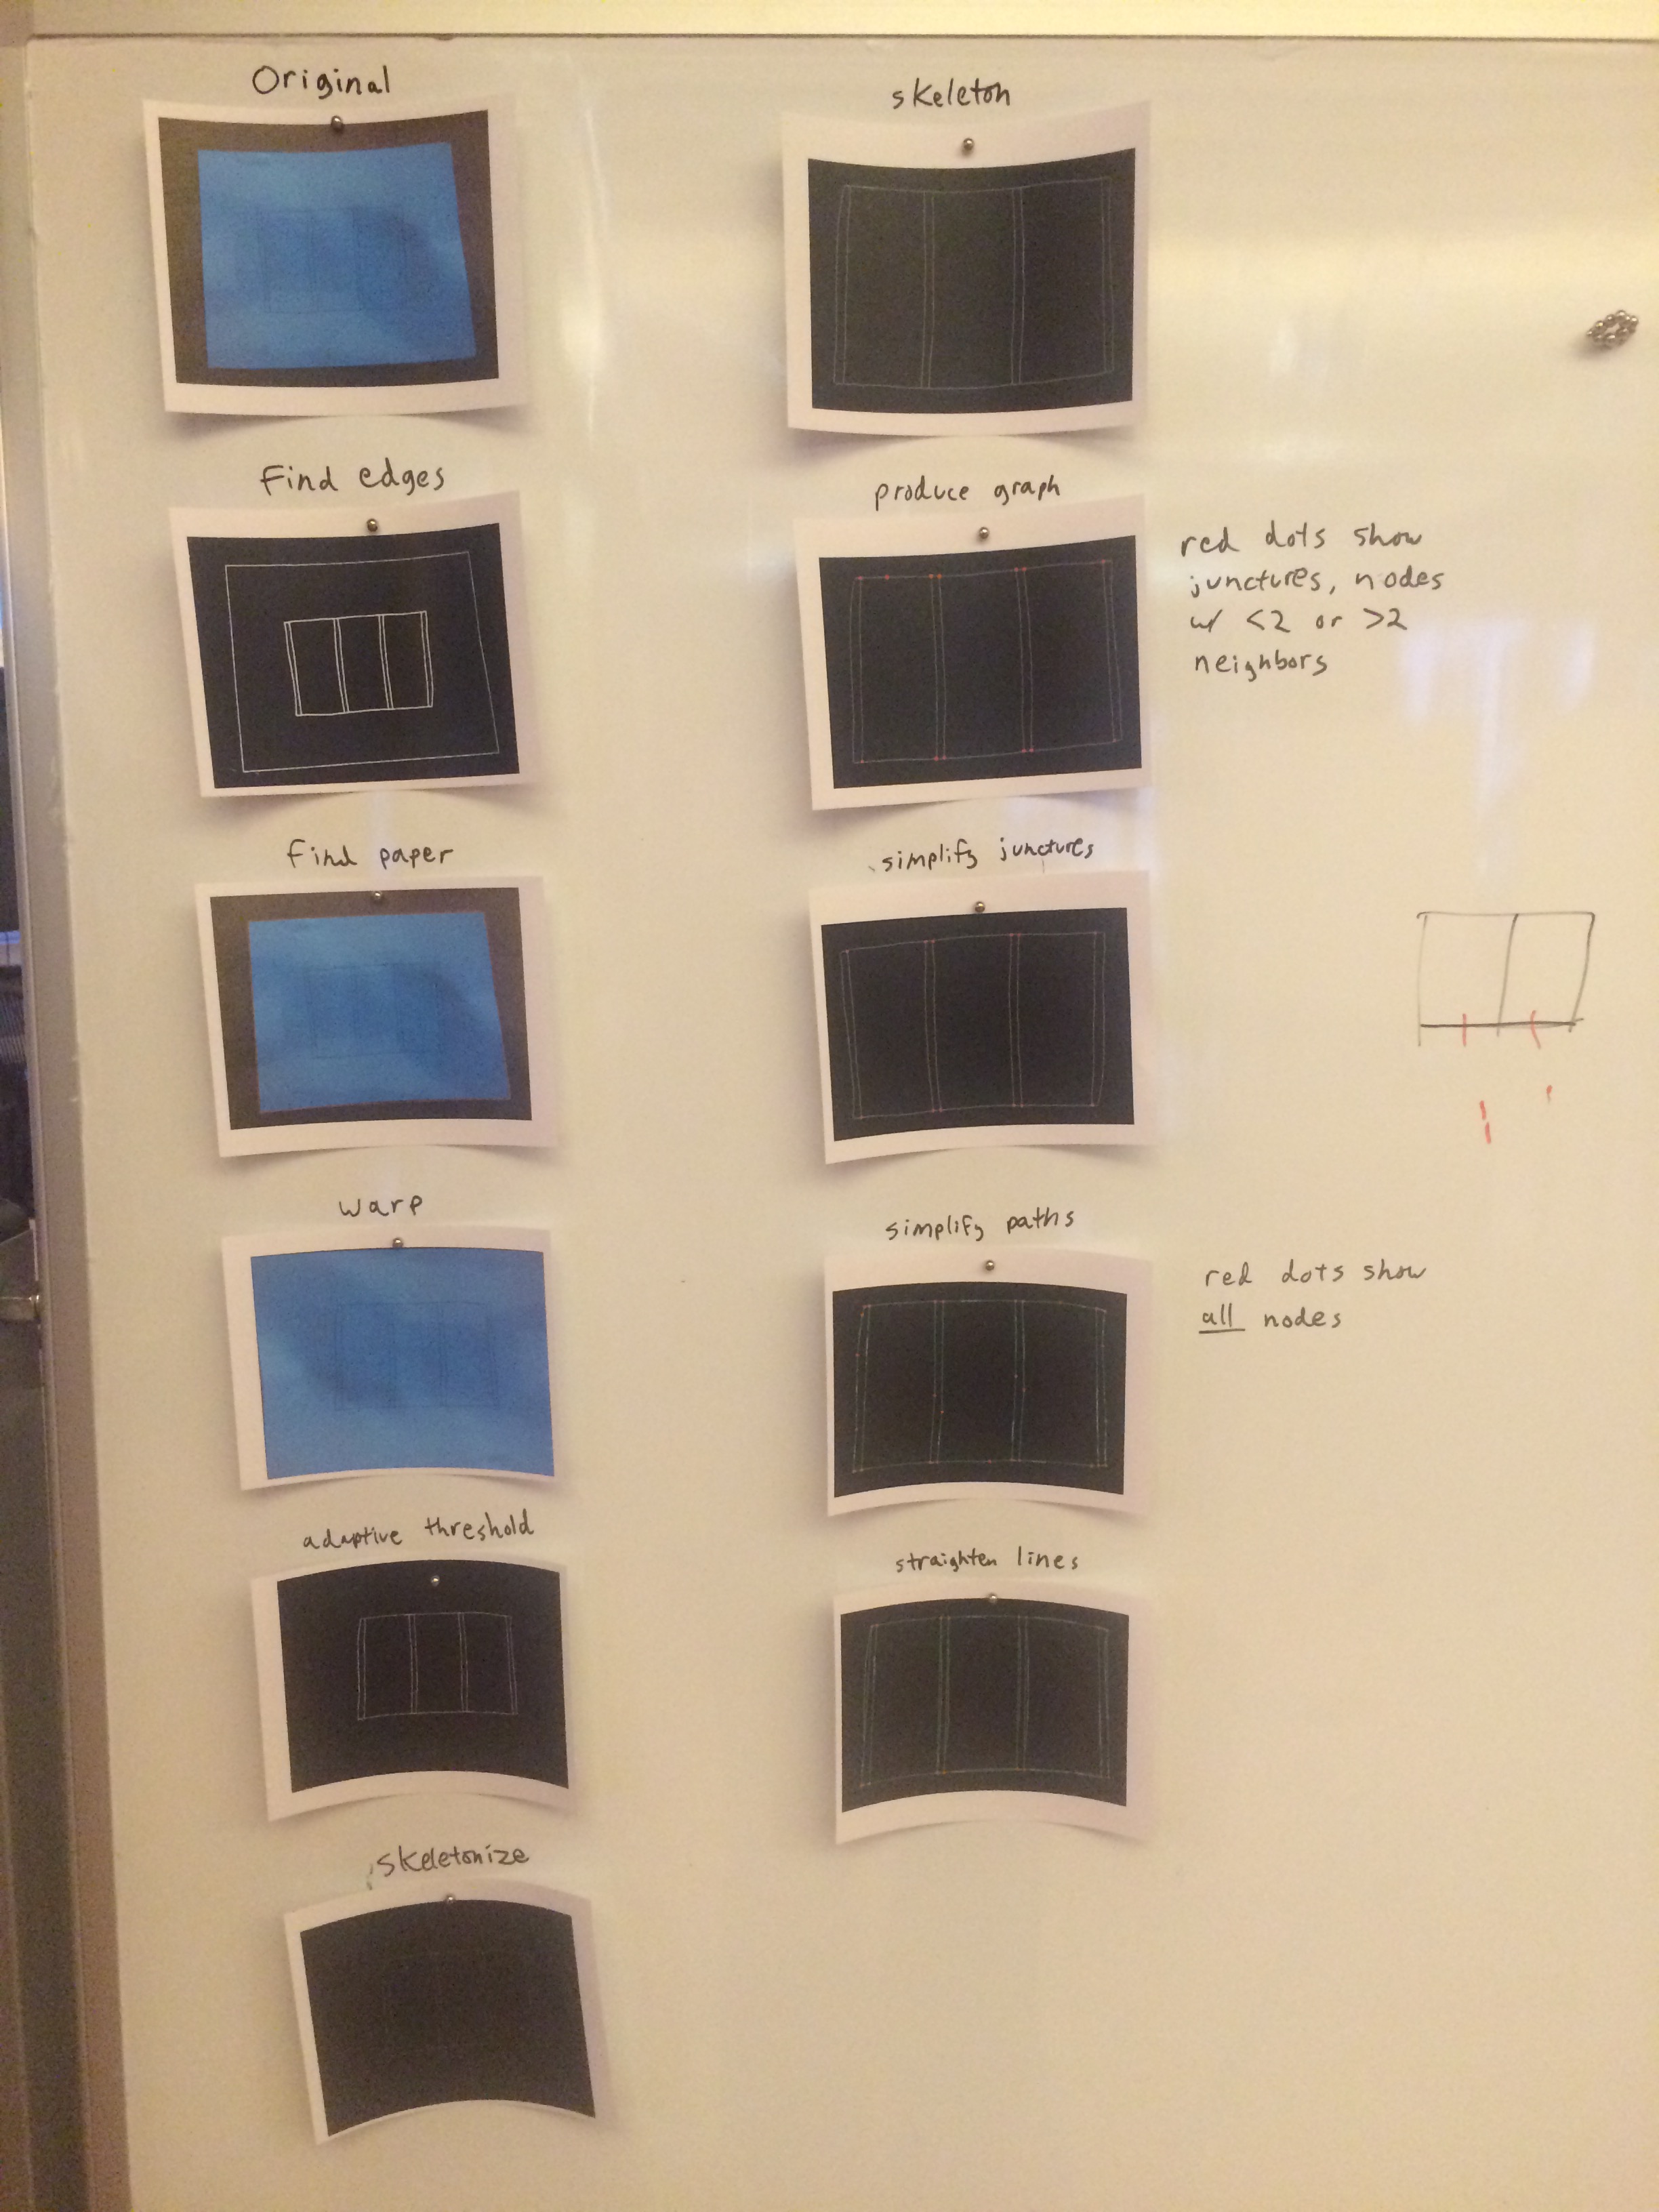 Original
Find edges
find paper
warp
adaptive threshold
skeletonize
skeleton
produce graph
red dots show
junctures, nodes
w/ <2 or >2
neighbors
simplify junctures
simplify paths
red dots show
all nodes
straighten lines